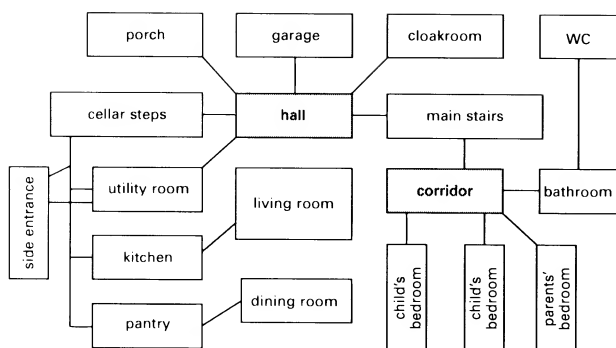 porch
garage
cloakroom
WC
cellar steps
hall
main stairs
side entrance
utility room
living room
corridor
bathroom
kitchen
dining room
pantry
child's
bedroom
child's
bedroom
parents'
bedroom